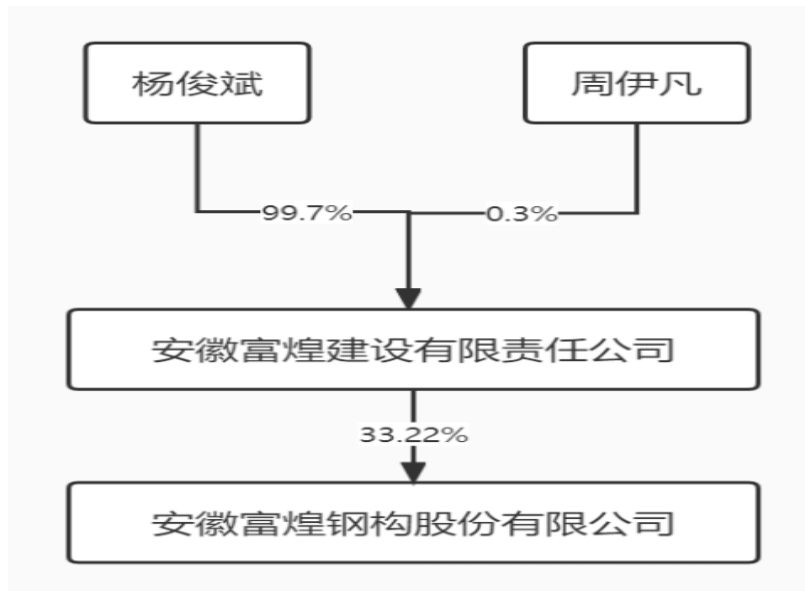 杨俊斌
周伊凡
99.7%
0.3%
安徽富煌建设有限责任公司
33.22%
安徽富煌钢构股份有限公司